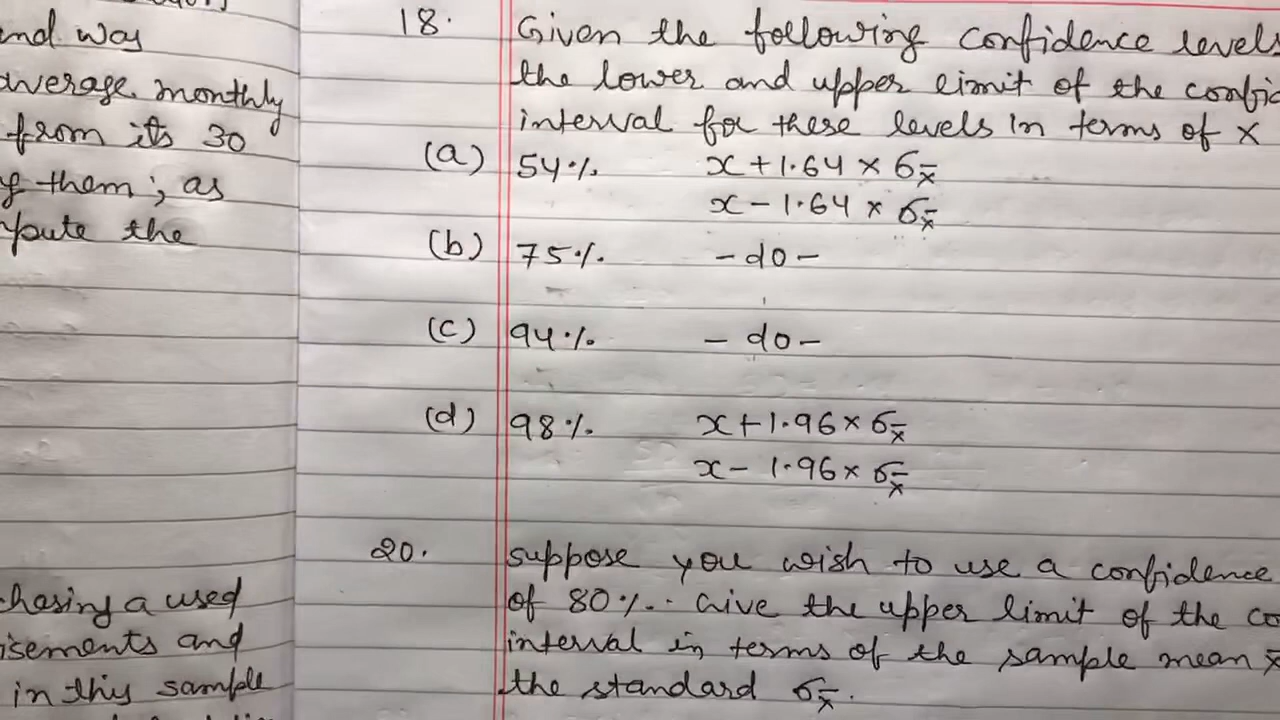 and way
average monthly
from its 30
of them; as
the
chasing a used
isements and
in this sample
18. Given the following confidence levels
the lower and upper limit of the confid
interval for these levels in terms of x
(a) 54% x + 1.64 × σx̄
x - 1.64 × σx̄
(b) 75% - do -
(c) 94% - do -
(d) 98% x + 1.96 × σx̄
x - 1.96 × σx̄
20. suppose you wish to use a confidence
of 80%. Give the upper limit of the co
interval in terms of the sample mean x̄
the standard σx̄.